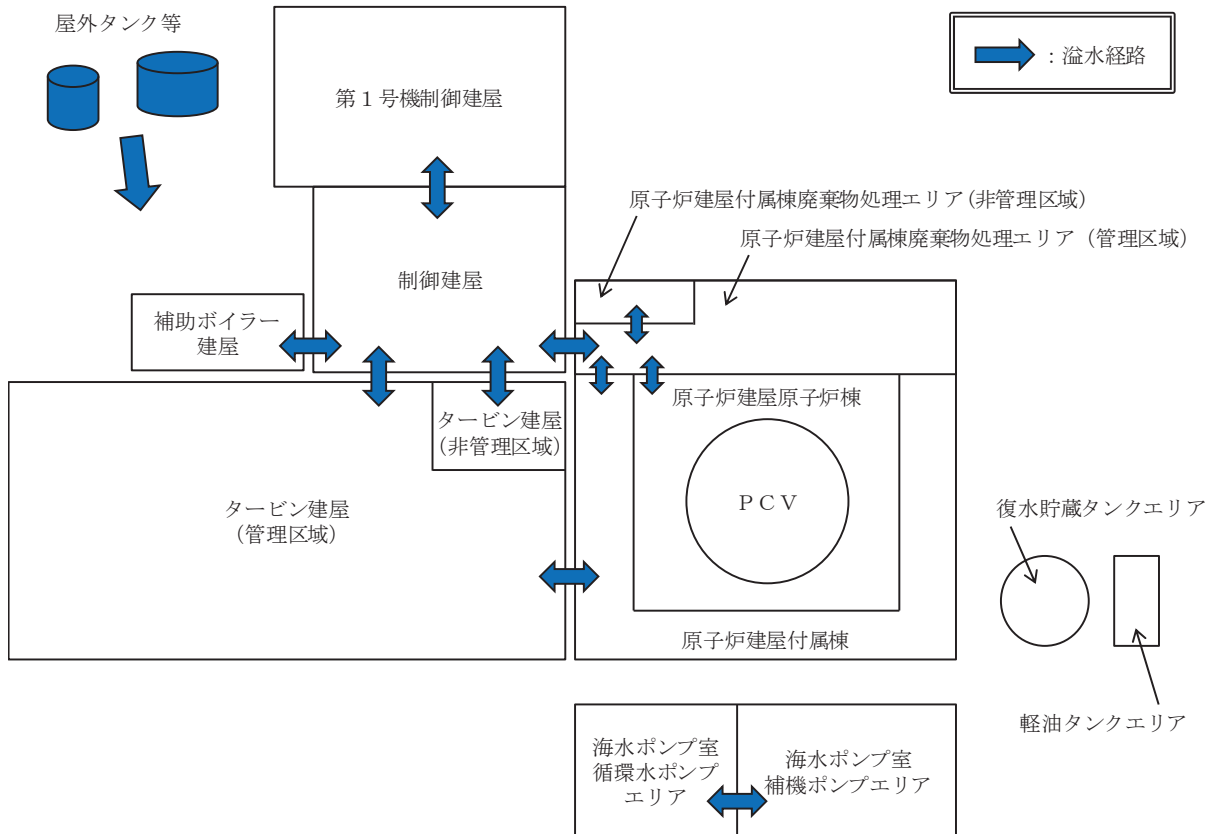 屋外タンク等
:溢水経路
第1号機制御建屋
原子炉建屋付属棟廃棄物処理エリア(非管理区域)
原子炉建屋付属棟廃棄物処理エリア(管理区域)
制御建屋
補助ボイラー
建屋
原子炉建屋原子炉棟
タービン建屋
(非管理区域)
PCV
タービン建屋
(管理区域)
復水貯蔵タンクエリア
原子炉建屋付属棟
軽油タンクエリア
海水ポンプ室
循環水ポンプ
エリア
海水ポンプ室
補機ポンプエリア